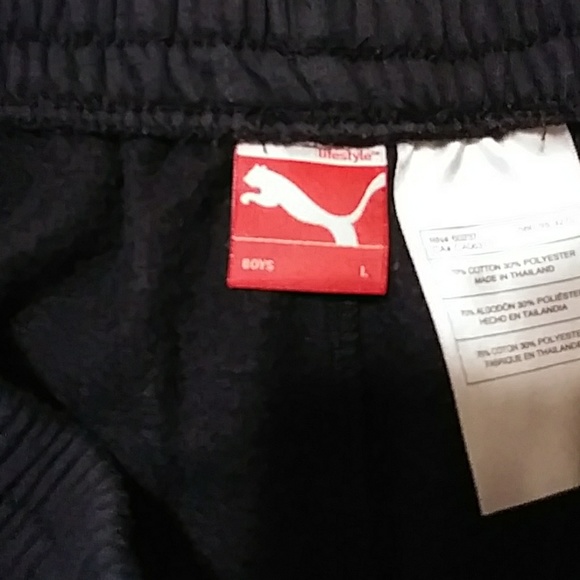 lifestyle™
BOYS L
70% COTTON 30% POLYESTER
MADE IN THAILAND
70% ALGODÓN 30% POLIÉSTER
HECHO EN TAILANDIA
70% COTON 30% POLYESTER
FABRIQUE EN THAILANDE